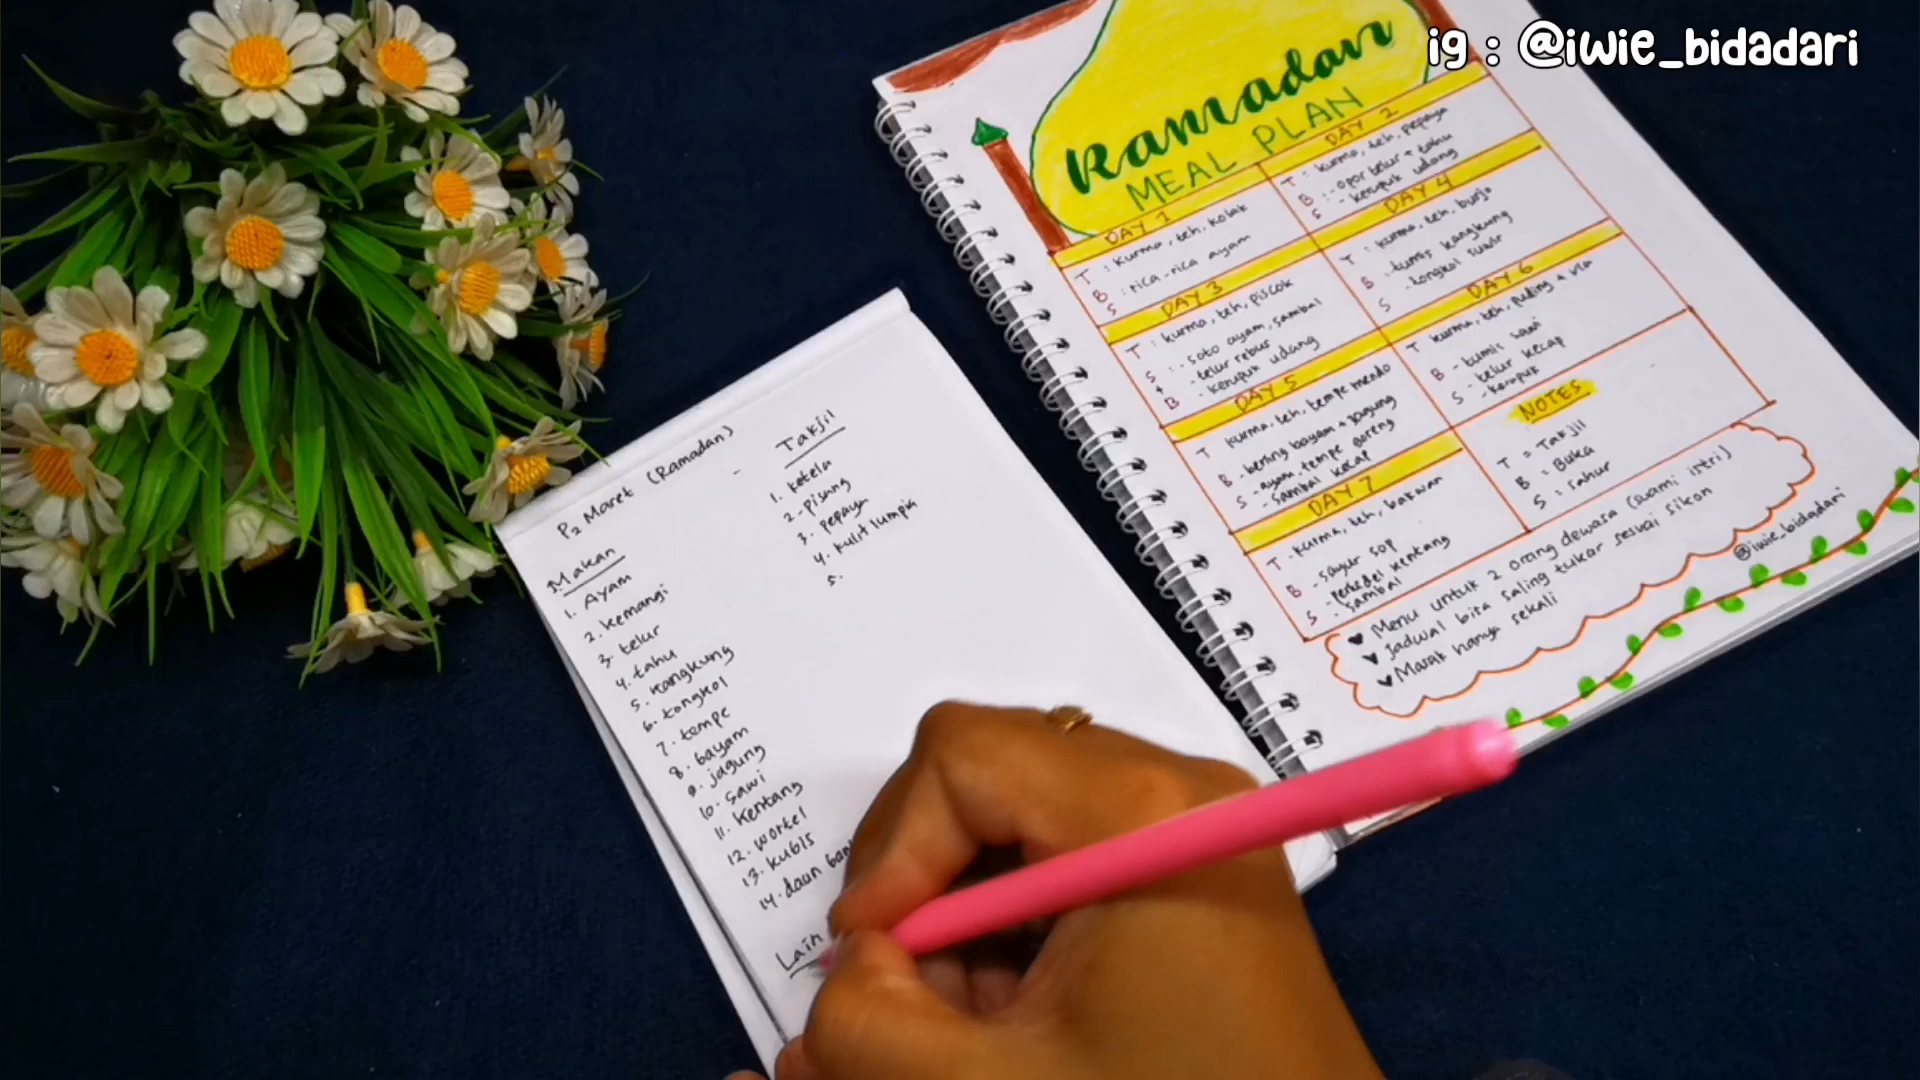 ig : @iwie_bidadari
Ramadan
MEAL PLAN
DAY 1
T : kurma, teh, kolak
B : rica-rica ayam
S
DAY 2
T : kurma, teh, pepaya
B : - opor telur + tahu
S - kerupuk udang
DAY 3
T : kurma, teh, piscok
S : - soto ayam, sambal
+ - telur rebus
B - kerupuk udang
DAY 4
T : kurma, teh, burjo
B - tumis kangkung
S - tongkol suwir
DAY 5
T kurma, teh, tempe mendo
B - bening bayam + jagung
S - ayam, tempe goreng
- sambal kecap
DAY 6
T kurma, teh, puding + vla
B - tumis sawi
S - telur kecap
- kerupuk
DAY 7
T - kurma, teh, bakwan
B - sayur sop
- perkedel kentang
S - sambal
NOTES
T = Takjil
B = Buka
S = sahur
Menu untuk 2 orang dewasa (suami istri)
Jadwal bisa saling tukar sesuai sikon
Masak hanya sekali
@iwie_bidadari
P2 Maret (Ramadan)
Makan
1. Ayam
2. kemangi
3. telur
4. tahu
5. kangkung
6. tongkol
7. tempe
8. bayam
9. jagung
10. sawi
11. kentang
12. wortel
13. kubis
14. daun
Takjil
1. ketela
2. pisang
3. pepaya
4. kulit lumpia
5.
Lain